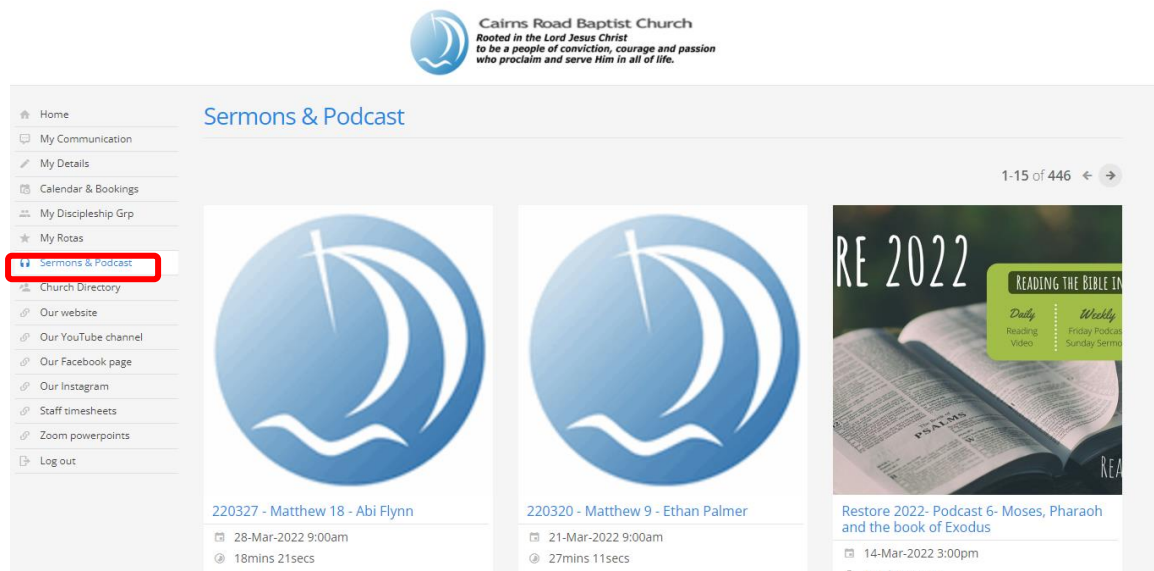 Cairns Road Baptist Church
Rooted in the Lord Jesus Christ
to be a people of conviction, courage and passion
who proclaim and serve Him in all of life.
Home
My Communication
My Details
Calendar & Bookings
My Discipleship Grp
My Rotas
Sermons & Podcast
Church Directory
Our website
Our YouTube channel
Our Facebook page
Our Instagram
Staff timesheets
Zoom powerpoints
Log out
Sermons & Podcast
1-15 of 446
220327 - Matthew 18 - Abi Flynn
28-Mar-2022 9:00am
18mins 21secs
220320 - Matthew 9 - Ethan Palmer
21-Mar-2022 9:00am
27mins 11secs
RE 2022
READING THE BIBLE IN
Daily
Reading
Video
Weekly
Friday Podcas
Sunday Sermo
PSALMS
REA
Restore 2022- Podcast 6- Moses, Pharaoh
and the book of Exodus
14-Mar-2022 3:00pm